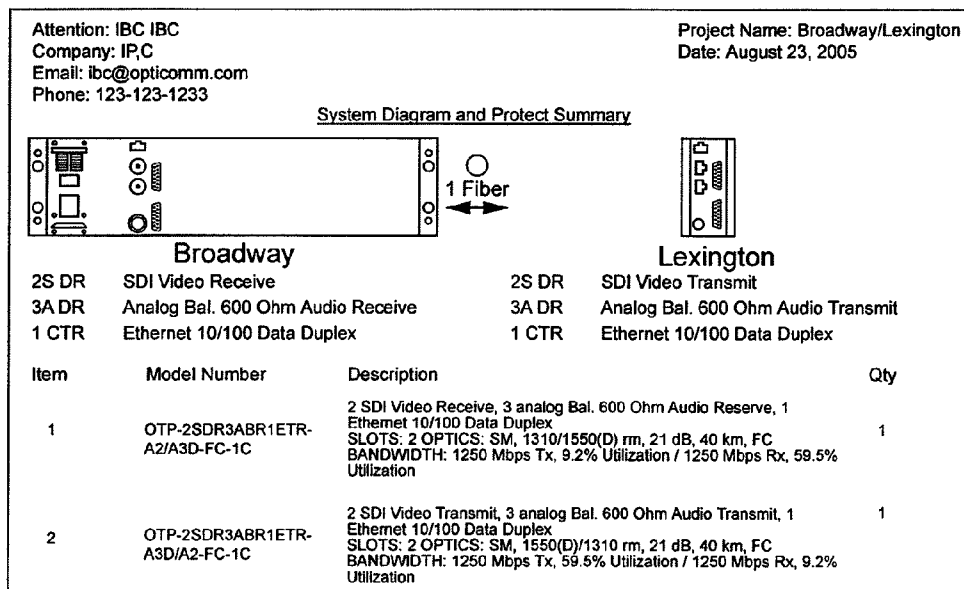 Attention: IBC IBC
Company: IP,C
Email: ibc@opticomm.com
Phone: 123-123-1233
Project Name: Broadway/Lexington
Date: August 23, 2005
System Diagram and Protect Summary
1 Fiber
Broadway
2S DR SDI Video Receive
3A DR Analog Bal. 600 Ohm Audio Receive
1 CTR Ethernet 10/100 Data Duplex
Lexington
2S DR SDI Video Transmit
3A DR Analog Bal. 600 Ohm Audio Transmit
1 CTR Ethernet 10/100 Data Duplex
Item Model Number Description Qty
1 OTP-2SDR3ABR1ETR-
A2/A3D-FC-1C
2 SDI Video Receive, 3 analog Bal. 600 Ohm Audio Reserve, 1
Ethernet 10/100 Data Duplex
SLOTS: 2 OPTICS: SM, 1310/1550(D) rm, 21 dB, 40 km, FC
BANDWIDTH: 1250 Mbps Tx, 9.2% Utilization / 1250 Mbps Rx, 59.5%
Utilization
1
2 OTP-2SDR3ABR1ETR-
A3D/A2-FC-1C
2 SDI Video Transmit, 3 analog Bal. 600 Ohm Audio Transmit, 1
Ethernet 10/100 Data Duplex
SLOTS: 2 OPTICS: SM, 1550(D)/1310 rm, 21 dB, 40 km, FC
BANDWIDTH: 1250 Mbps Tx, 59.5% Utilization / 1250 Mbps Rx, 9.2%
Utilization
1